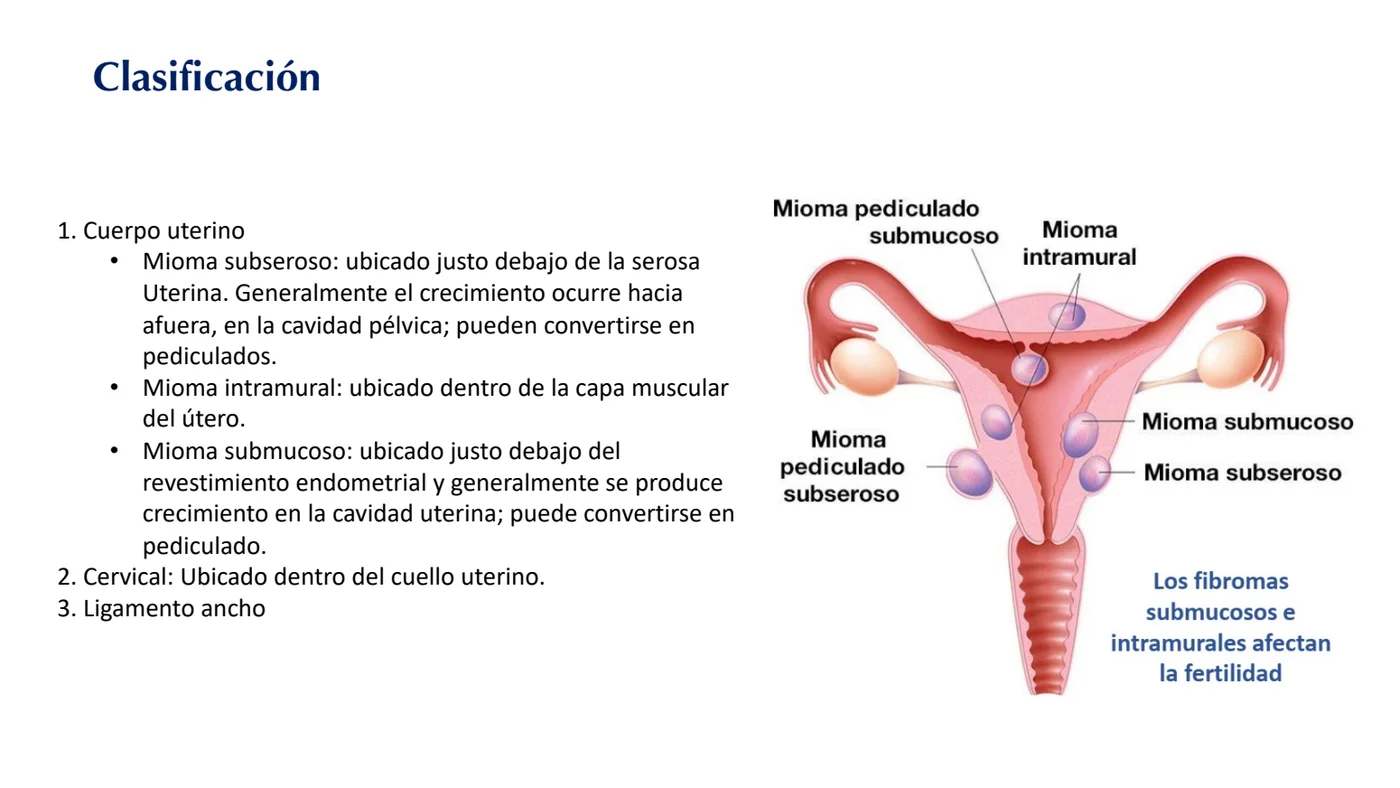 Clasificación
1. Cuerpo uterino
• Mioma subseroso: ubicado justo debajo de la serosa
Uterina. Generalmente el crecimiento ocurre hacia
afuera, en la cavidad pélvica; pueden convertirse en
pediculados.
• Mioma intramural: ubicado dentro de la capa muscular
del útero.
• Mioma submucoso: ubicado justo debajo del
revestimiento endometrial y generalmente se produce
crecimiento en la cavidad uterina; puede convertirse en
pediculado.
2. Cervical: Ubicado dentro del cuello uterino.
3. Ligamento ancho
Mioma pediculado
submucoso
Mioma
intramural
Mioma
pediculado
subseroso
Mioma submucoso
Mioma subseroso
Los fibromas
submucosos e
intramurales afectan
la fertilidad